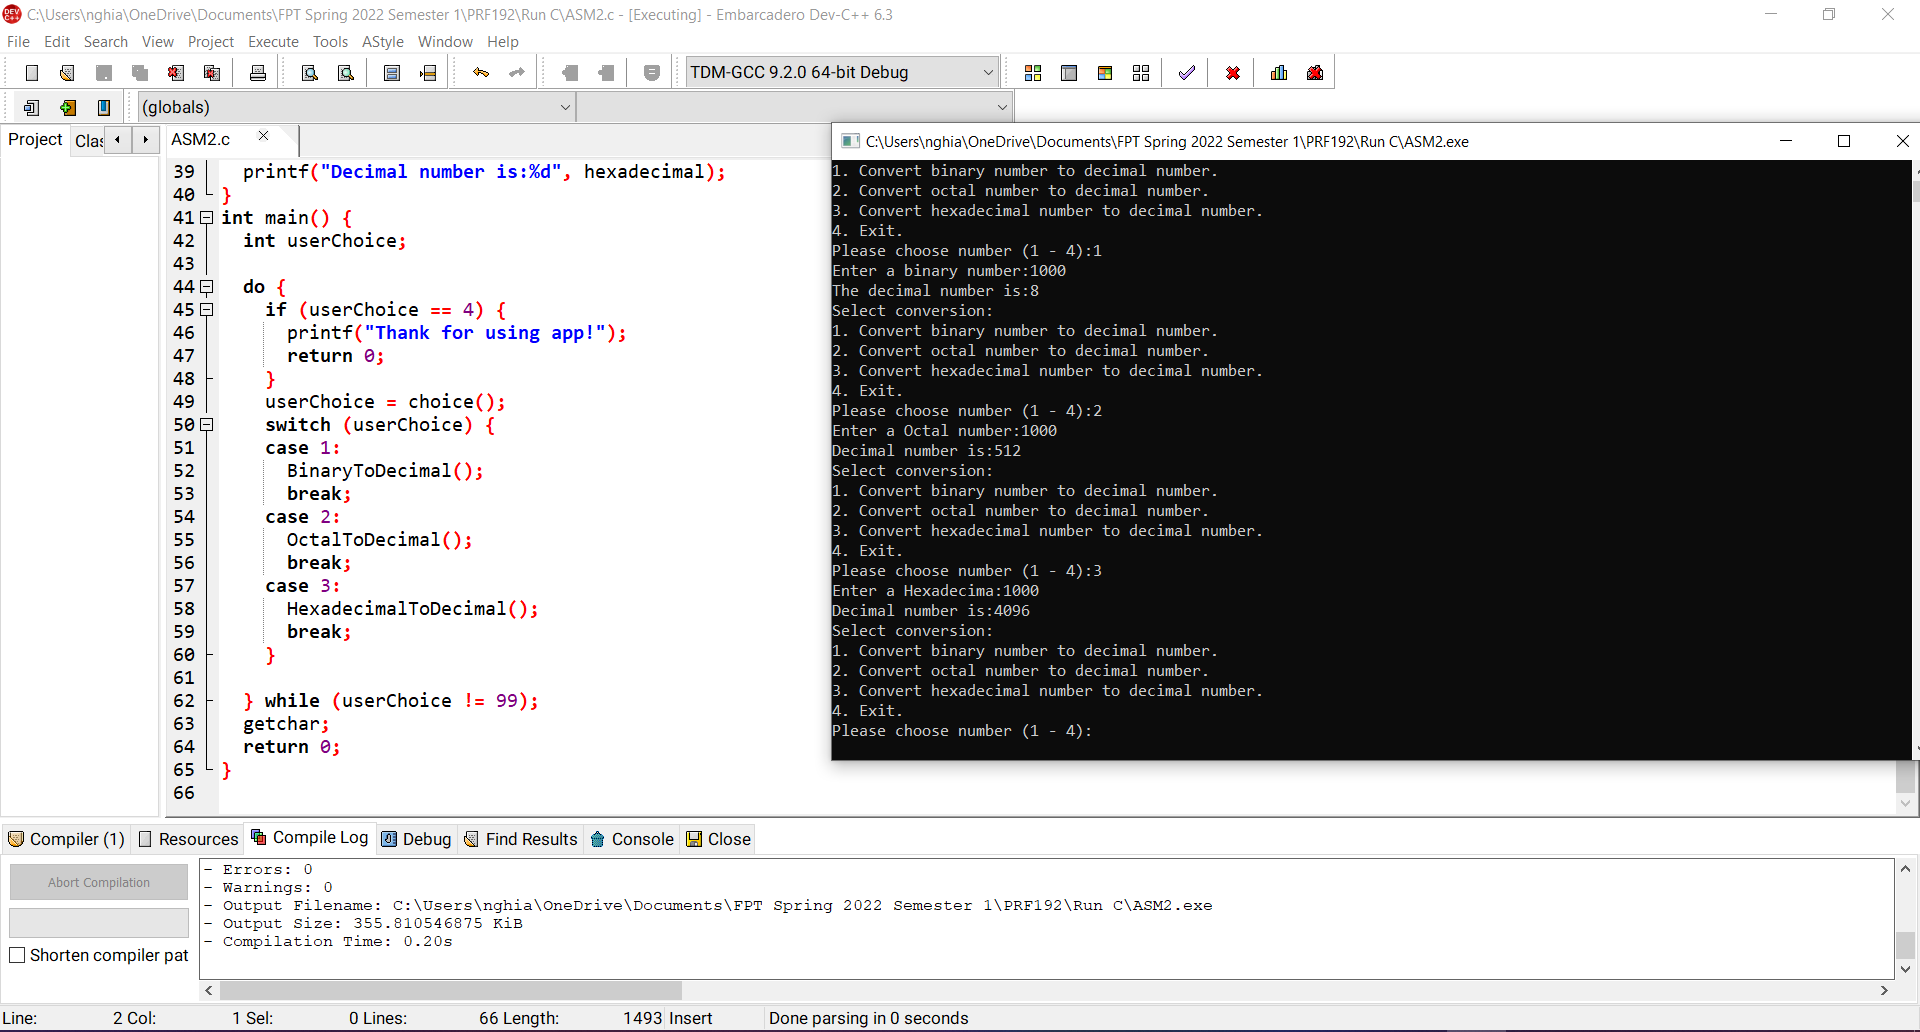 C:\Users\nghia\OneDrive\Documents\FPT Spring 2022 Semester 1\PRF192\Run C\ASM2.c - [Executing] - Embarcadero Dev-C++ 6.3
File Edit Search View Project Execute Tools AStyle Window Help
TDM-GCC 9.2.0 64-bit Debug
(globals)
Project Clas ASM2.c
39 printf("Decimal number is:%d", hexadecimal);
40 }
41 int main() {
42 int userChoice;
43
44 do {
45 if (userChoice == 4) {
46 printf("Thank for using app!");
47 return 0;
48 }
49 userChoice = choice();
50 switch (userChoice) {
51 case 1:
52 BinaryToDecimal();
53 break;
54 case 2:
55 OctalToDecimal();
56 break;
57 case 3:
58 HexadecimalToDecimal();
59 break;
60 }
61
62 } while (userChoice != 99);
63 getchar;
64 return 0;
65 }
66
C:\Users\nghia\OneDrive\Documents\FPT Spring 2022 Semester 1\PRF192\Run C\ASM2.exe
1. Convert binary number to decimal number.
2. Convert octal number to decimal number.
3. Convert hexadecimal number to decimal number.
4. Exit.
Please choose number (1 - 4):1
Enter a binary number:1000
The decimal number is:8
Select conversion:
1. Convert binary number to decimal number.
2. Convert octal number to decimal number.
3. Convert hexadecimal number to decimal number.
4. Exit.
Please choose number (1 - 4):2
Enter a Octal number:1000
Decimal number is:512
Select conversion:
1. Convert binary number to decimal number.
2. Convert octal number to decimal number.
3. Convert hexadecimal number to decimal number.
4. Exit.
Please choose number (1 - 4):3
Enter a Hexadecima:1000
Decimal number is:4096
Select conversion:
1. Convert binary number to decimal number.
2. Convert octal number to decimal number.
3. Convert hexadecimal number to decimal number.
4. Exit.
Please choose number (1 - 4):
Compiler (1) Resources Compile Log Debug Find Results Console Close
Abort Compilation
Shorten compiler pat
- Errors: 0
- Warnings: 0
- Output Filename: C:\Users\nghia\OneDrive\Documents\FPT Spring 2022 Semester 1\PRF192\Run C\ASM2.exe
- Output Size: 355.810546875 KiB
- Compilation Time: 0.20s
Line: 2 Col: 1 Sel: 0 Lines: 66 Length: 1493 Insert Done parsing in 0 seconds